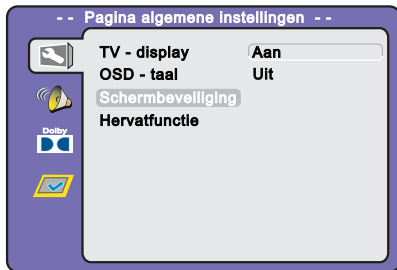 - - Pagina algemene instellingen - -
TV - display Aan
OSD - taal Uit
Schermbeveiliging
Hervatfunctie
Dolby